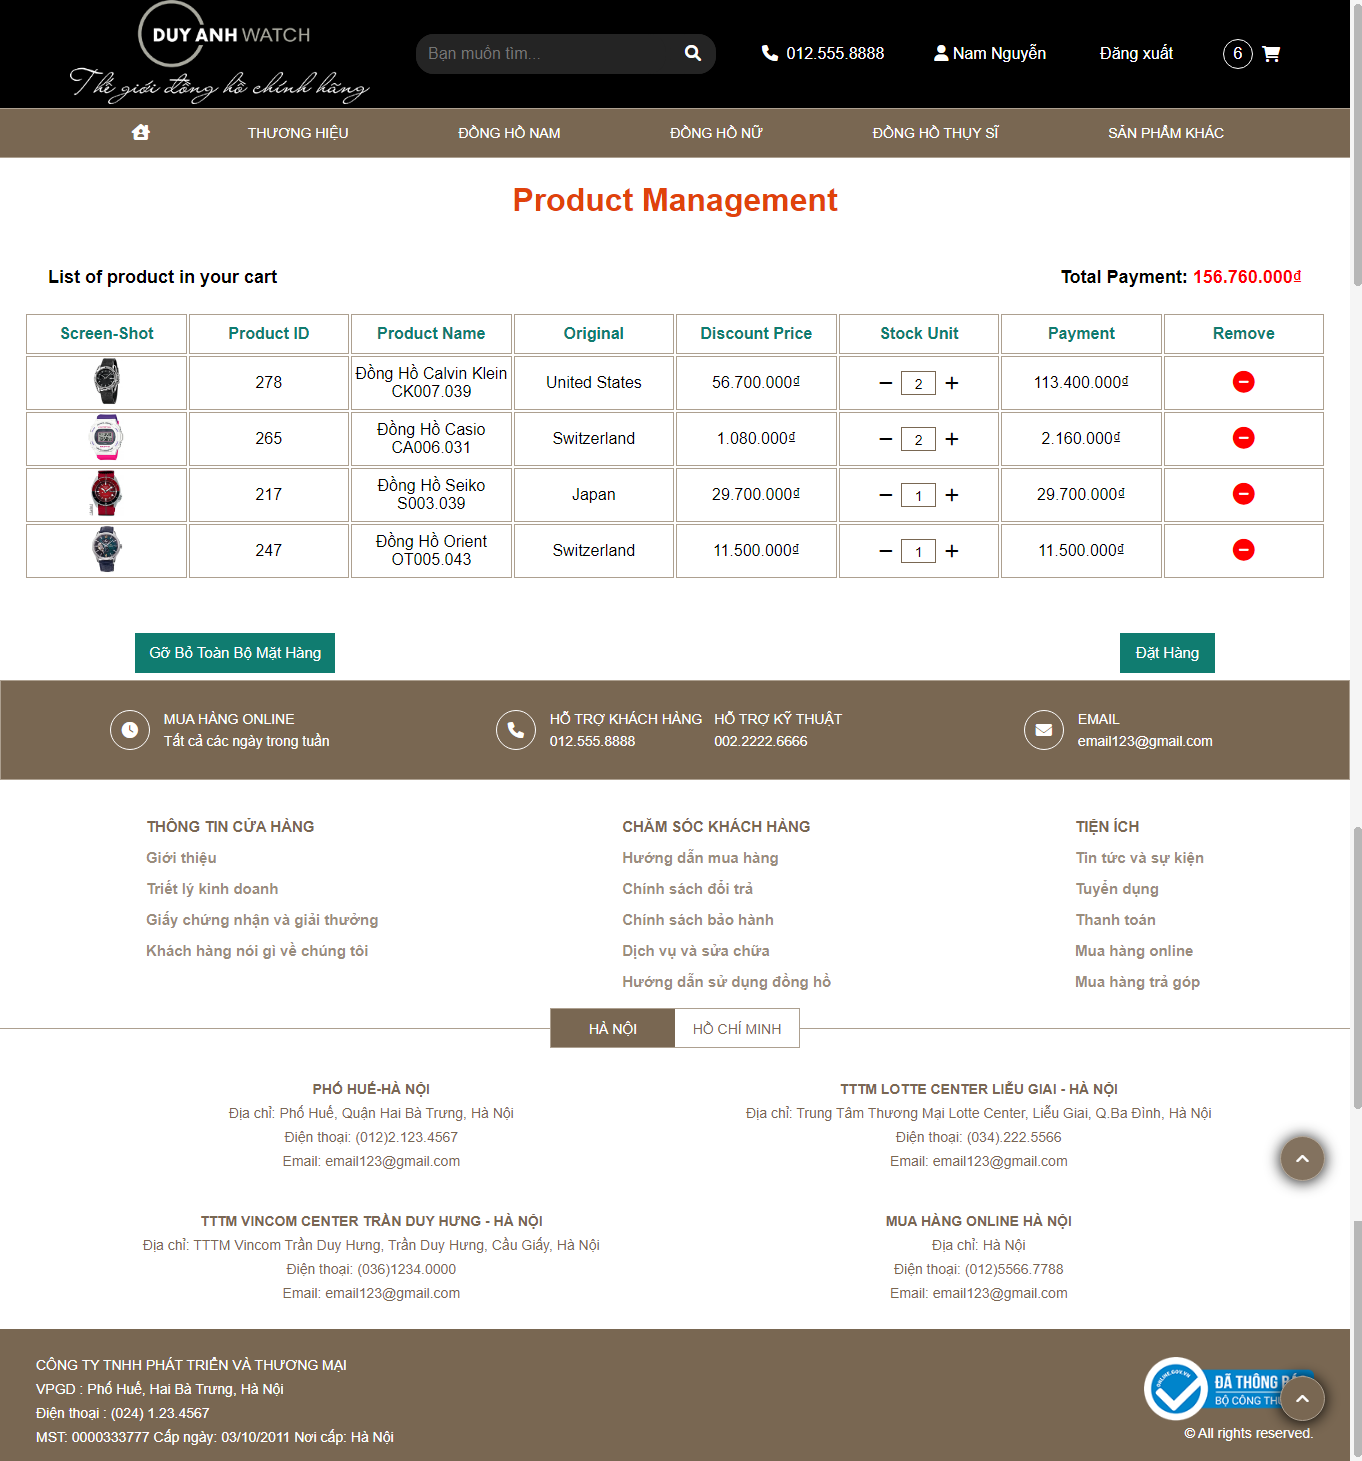 DUY ANH WATCH
Thế giới đồng hồ chính hãng
Bạn muốn tìm...
012.555.8888
Nam Nguyễn
Đăng xuất
6
THƯƠNG HIỆU
ĐỒNG HỒ NAM
ĐỒNG HỒ NỮ
ĐỒNG HỒ THỤY SĨ
SẢN PHẨM KHÁC
Product Management
List of product in your cart
Total Payment: 156.760.000₫
Screen-Shot Product ID Product Name Original Discount Price Stock Unit Payment Remove
278 Đồng Hồ Calvin Klein CK007.039 United States 56.700.000₫ 2 113.400.000₫
265 Đồng Hồ Casio CA006.031 Switzerland 1.080.000₫ 2 2.160.000₫
217 Đồng Hồ Seiko S003.039 Japan 29.700.000₫ 1 29.700.000₫
247 Đồng Hồ Orient OT005.043 Switzerland 11.500.000₫ 1 11.500.000₫
Gỡ Bỏ Toàn Bộ Mặt Hàng
Đặt Hàng
MUA HÀNG ONLINE
Tất cả các ngày trong tuần
HỖ TRỢ KHÁCH HÀNG
012.555.8888
HỖ TRỢ KỸ THUẬT
002.2222.6666
EMAIL
email123@gmail.com
THÔNG TIN CỬA HÀNG
Giới thiệu
Triết lý kinh doanh
Giấy chứng nhận và giải thưởng
Khách hàng nói gì về chúng tôi
CHĂM SÓC KHÁCH HÀNG
Hướng dẫn mua hàng
Chính sách đổi trả
Chính sách bảo hành
Dịch vụ và sửa chữa
Hướng dẫn sử dụng đồng hồ
TIỆN ÍCH
Tin tức và sự kiện
Tuyển dụng
Thanh toán
Mua hàng online
Mua hàng trả góp
HÀ NỘI
HỒ CHÍ MINH
PHỐ HUẾ-HÀ NỘI
Địa chỉ: Phố Huế, Quận Hai Bà Trưng, Hà Nội
Điện thoại: (012)2.123.4567
Email: email123@gmail.com
TTTM LOTTE CENTER LIỄU GIAI - HÀ NỘI
Địa chỉ: Trung Tâm Thương Mại Lotte Center, Liễu Giai, Q.Ba Đình, Hà Nội
Điện thoại: (034).222.5566
Email: email123@gmail.com
TTTM VINCOM CENTER TRẦN DUY HƯNG - HÀ NỘI
Địa chỉ: TTTM Vincom Trần Duy Hưng, Trần Duy Hưng, Cầu Giấy, Hà Nội
Điện thoại: (036)1234.0000
Email: email123@gmail.com
MUA HÀNG ONLINE HÀ NỘI
Địa chỉ: Hà Nội
Điện thoại: (012)5566.7788
Email: email123@gmail.com
CÔNG TY TNHH PHÁT TRIỂN VÀ THƯƠNG MẠI
VPGD : Phố Huế, Hai Bà Trưng, Hà Nội
Điện thoại : (024) 1.23.4567
MST: 0000333777 Cấp ngày: 03/10/2011 Nơi cấp: Hà Nội
ONLINE.GOV.VN
ĐÃ THÔNG
BỘ CÔNG
© All rights reserved.